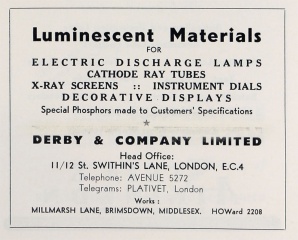 Luminescent Materials
FOR
ELECTRIC DISCHARGE LAMPS
CATHODE RAY TUBES
X-RAY SCREENS :: INSTRUMENT DIALS
DECORATIVE DISPLAYS
Special Phosphors made to Customers' Specifications
★
DERBY & COMPANY LIMITED
Head Office:
11/12 St. SWITHIN'S LANE, LONDON, E.C.4
Telephone: AVENUE 5272
Telegrams: PLATIVET, London
Works :
MILLMARSH LANE, BRIMSDOWN, MIDDLESEX. HOWard 2208